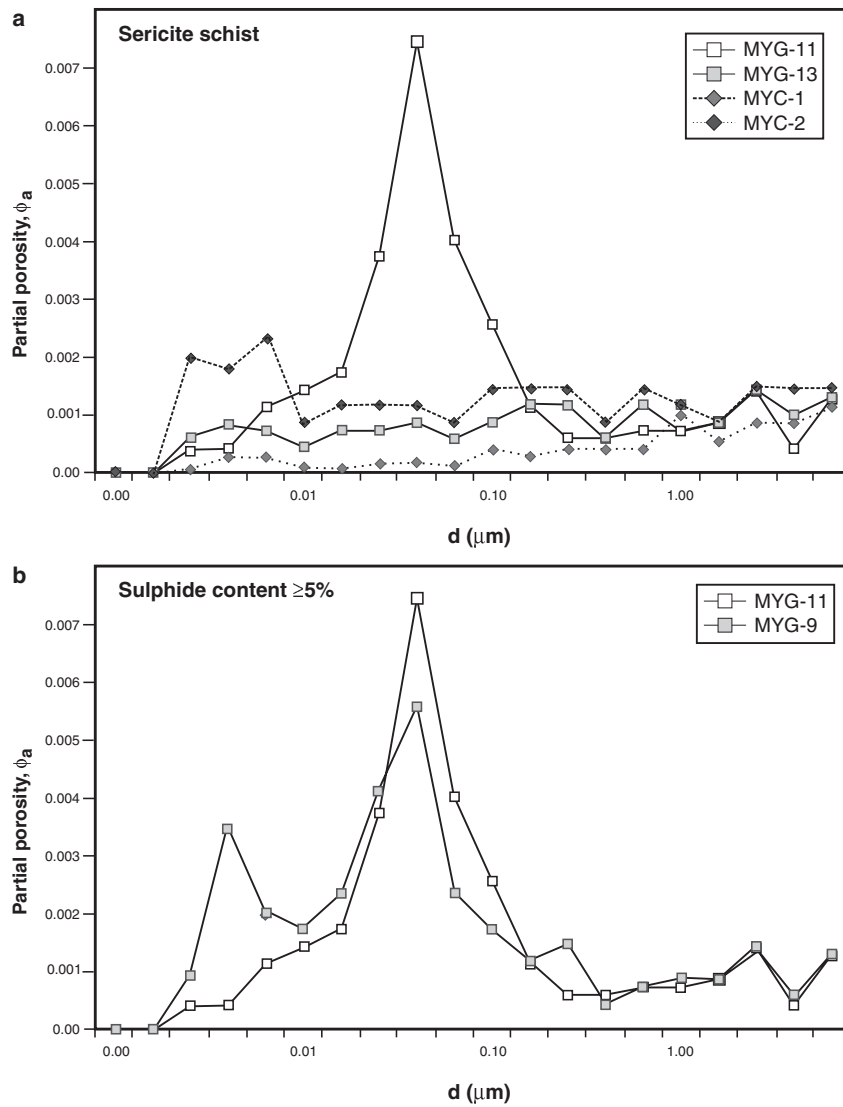 a
Sericite schist
MYG-11
MYG-13
MYC-1
MYC-2
Partial porosity, ϕa
0.007
0.006
0.005
0.004
0.003
0.002
0.001
0.00
0.00
0.01
0.10
1.00
d (μm)
b
Sulphide content ≥5%
MYG-11
MYG-9
Partial porosity, ϕa
0.007
0.006
0.005
0.004
0.003
0.002
0.001
0.00
0.00
0.01
0.10
1.00
d (μm)